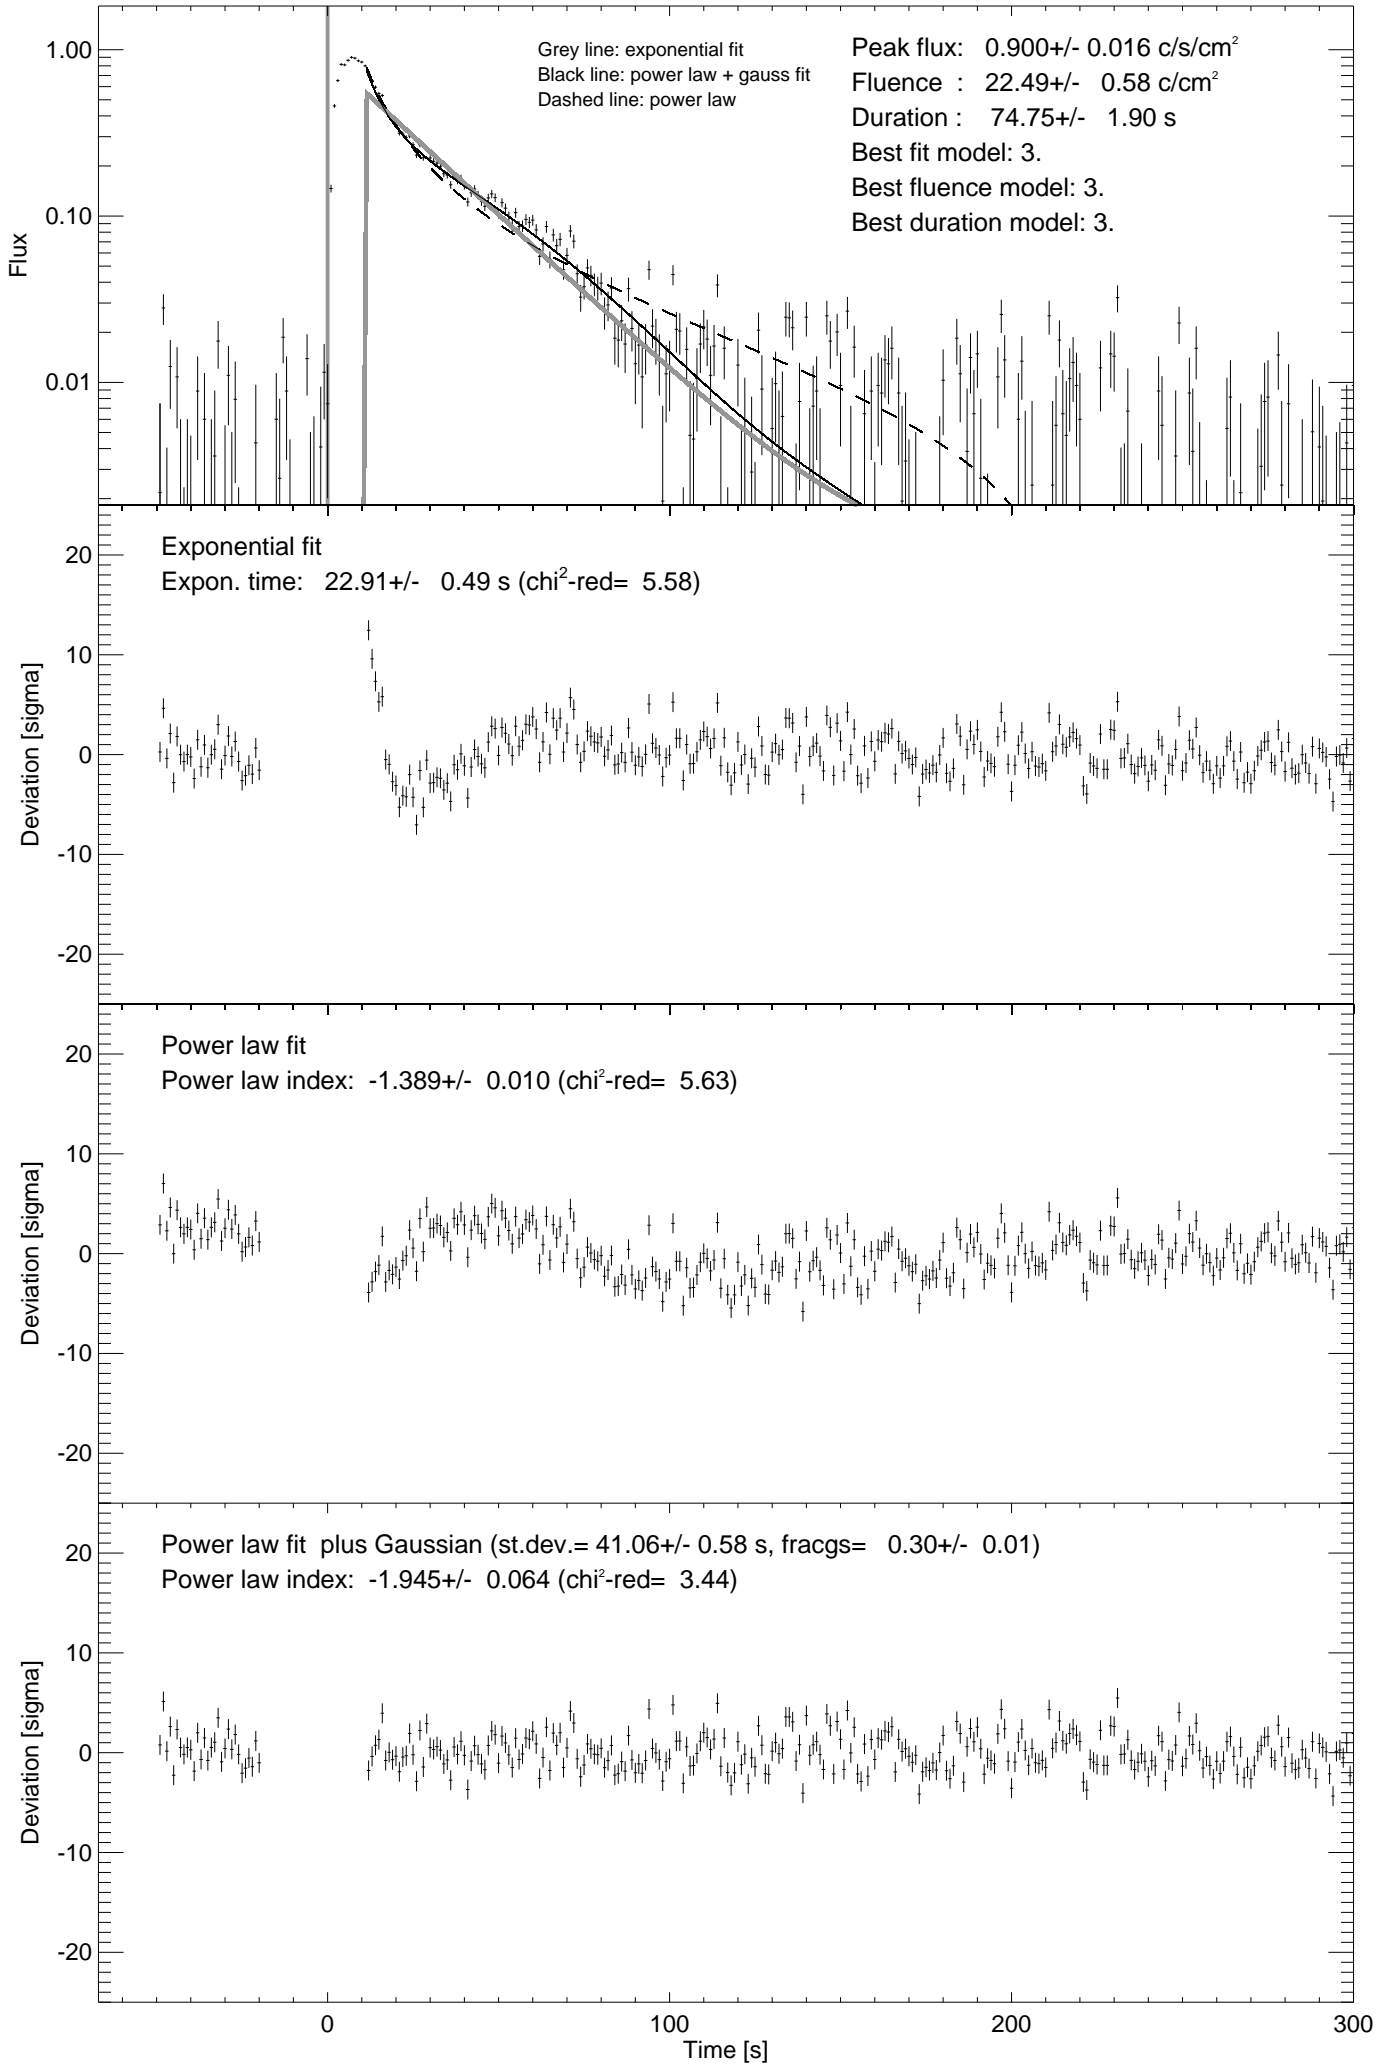 Grey line: exponential fit
Black line: power law + gauss fit
Dashed line: power law
Peak flux: 0.900+/- 0.016 c/s/cm²
Fluence : 22.49+/- 0.58 c/cm²
Duration : 74.75+/- 1.90 s
Best fit model: 3.
Best fluence model: 3.
Best duration model: 3.
Flux
1.00
0.10
0.01
Exponential fit
Expon. time: 22.91+/- 0.49 s (chi²-red= 5.58)
Deviation [sigma]
20
10
0
-10
-20
Power law fit
Power law index: -1.389+/- 0.010 (chi²-red= 5.63)
Deviation [sigma]
20
10
0
-10
-20
Power law fit plus Gaussian (st.dev.= 41.06+/- 0.58 s, fracgs= 0.30+/- 0.01)
Power law index: -1.945+/- 0.064 (chi²-red= 3.44)
Deviation [sigma]
20
10
0
-10
-20
0 100 200 300
Time [s]